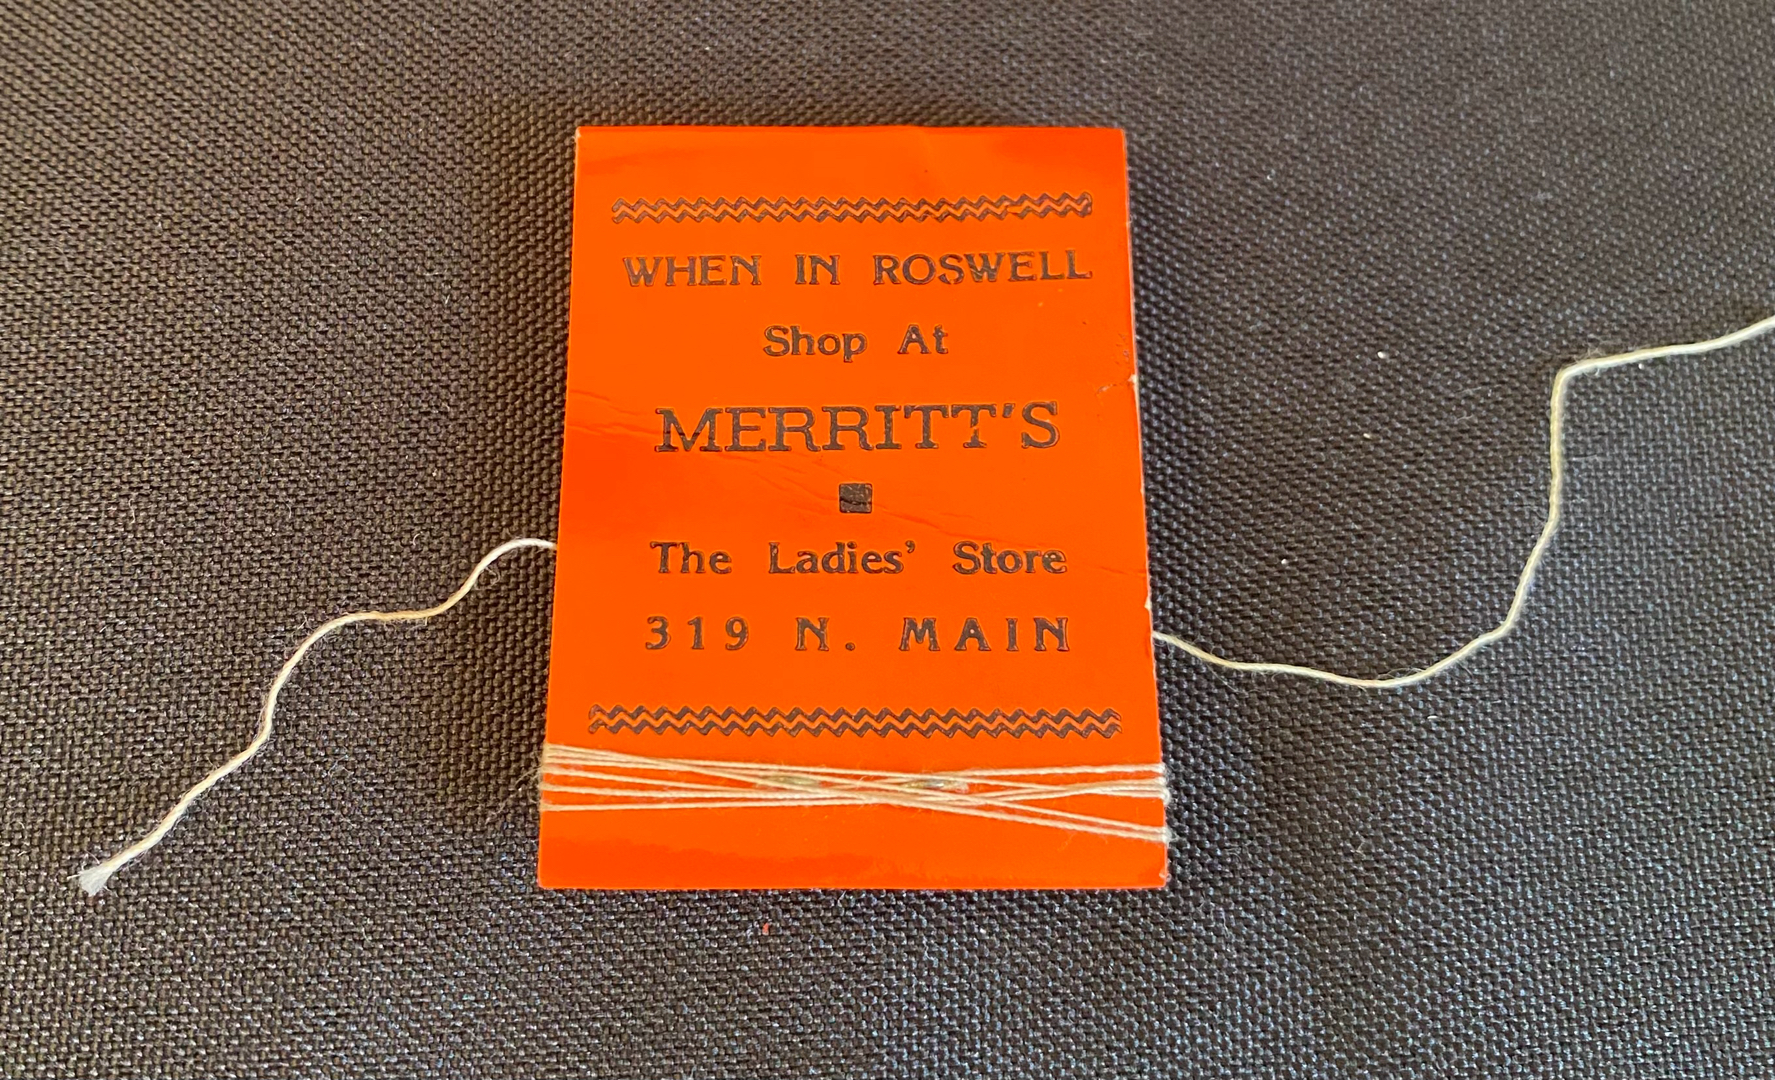 WHEN IN ROSWELL
Shop At
MERRITT'S
The Ladies' Store
319 N. MAIN